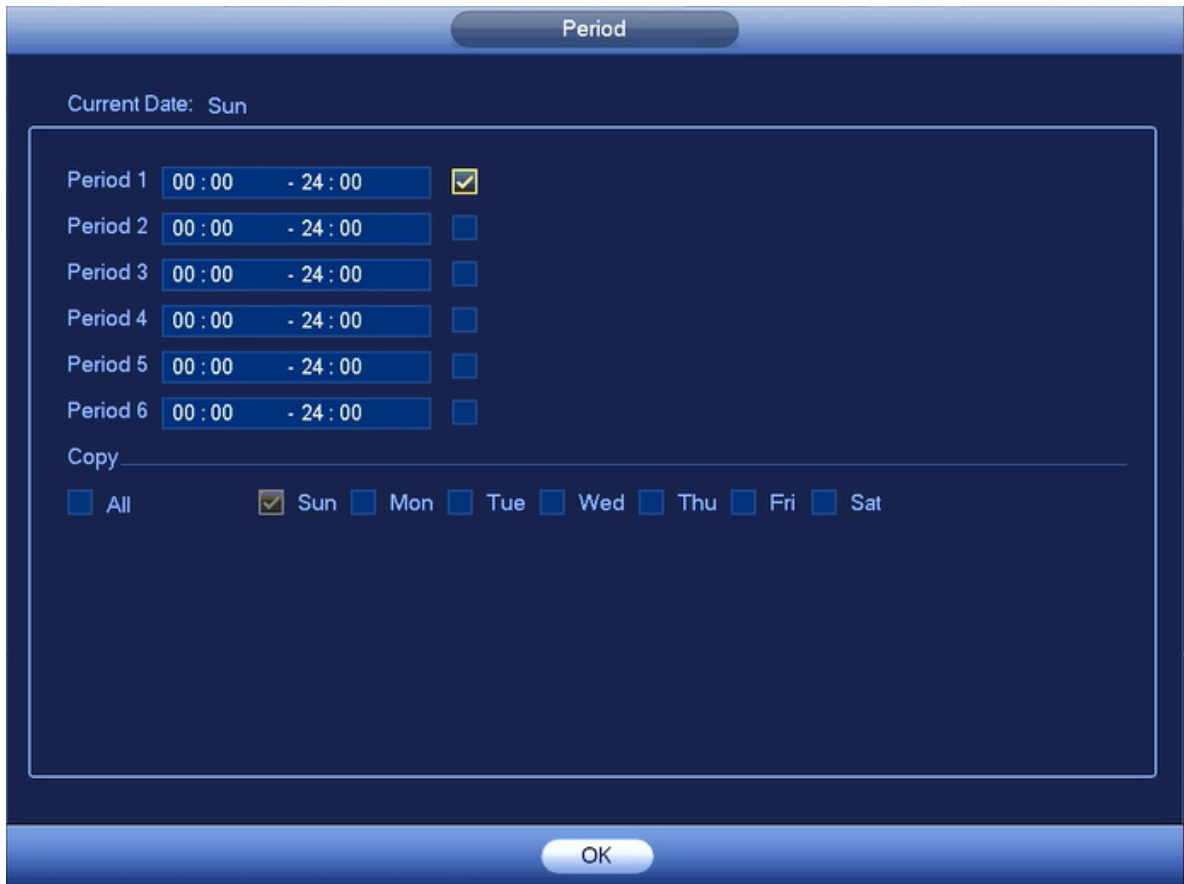 Period
Current Date: Sun
Period 1 00 : 00 - 24 : 00
Period 2 00 : 00 - 24 : 00
Period 3 00 : 00 - 24 : 00
Period 4 00 : 00 - 24 : 00
Period 5 00 : 00 - 24 : 00
Period 6 00 : 00 - 24 : 00
Copy
All Sun Mon Tue Wed Thu Fri Sat
OK